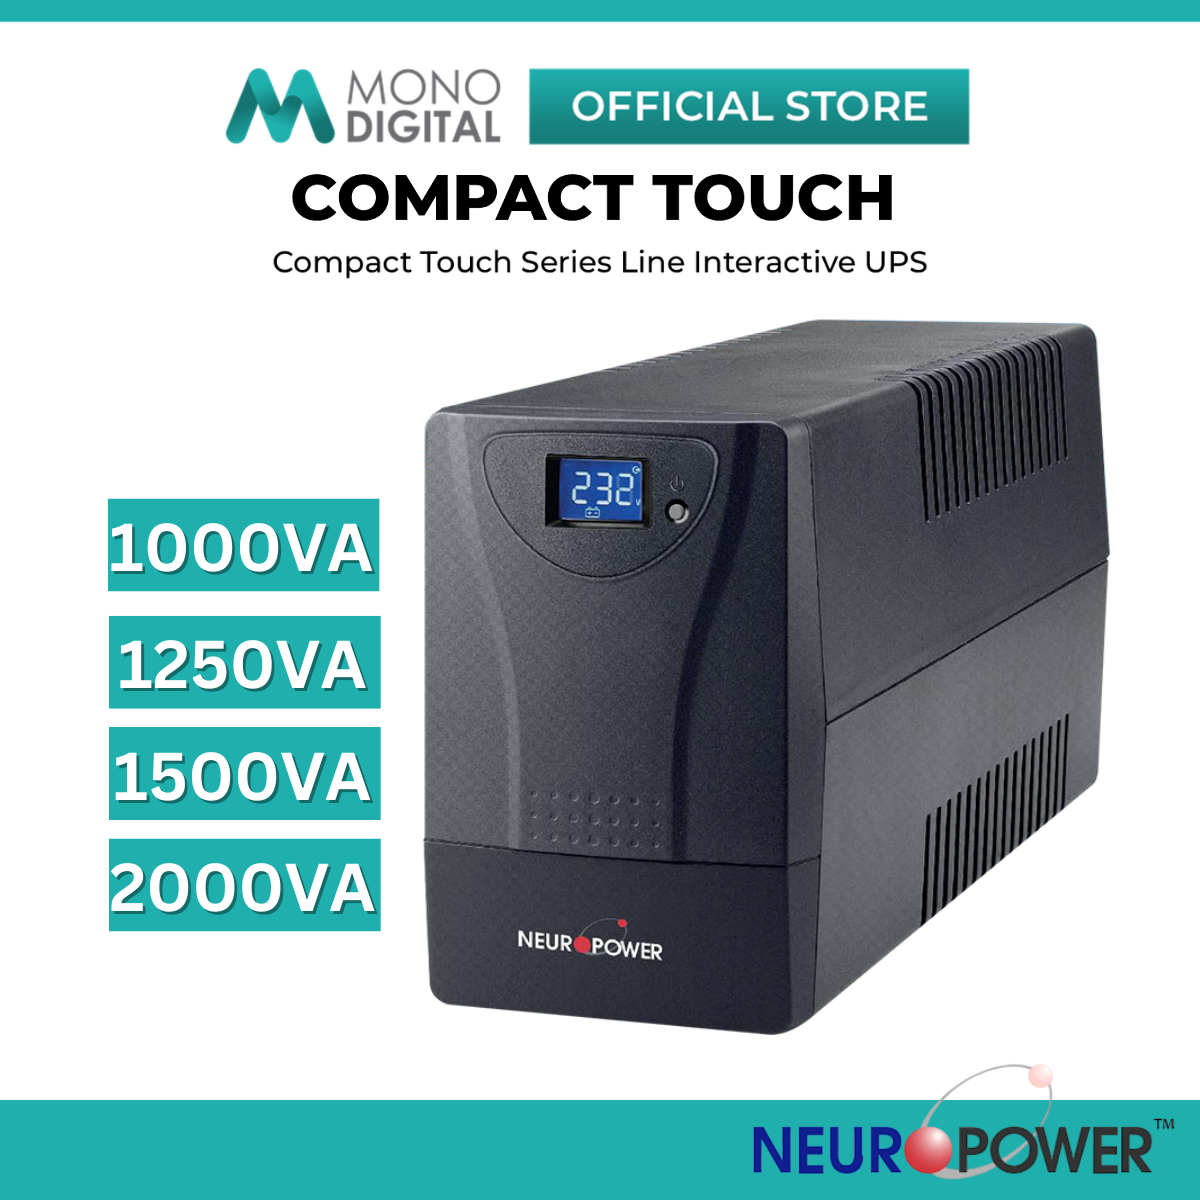 MONO
DIGITAL
OFFICIAL STORE
COMPACT TOUCH
Compact Touch Series Line Interactive UPS
232
V
1000VA
1250VA
1500VA
2000VA
NEUROPOWER
NEUROPOWER™